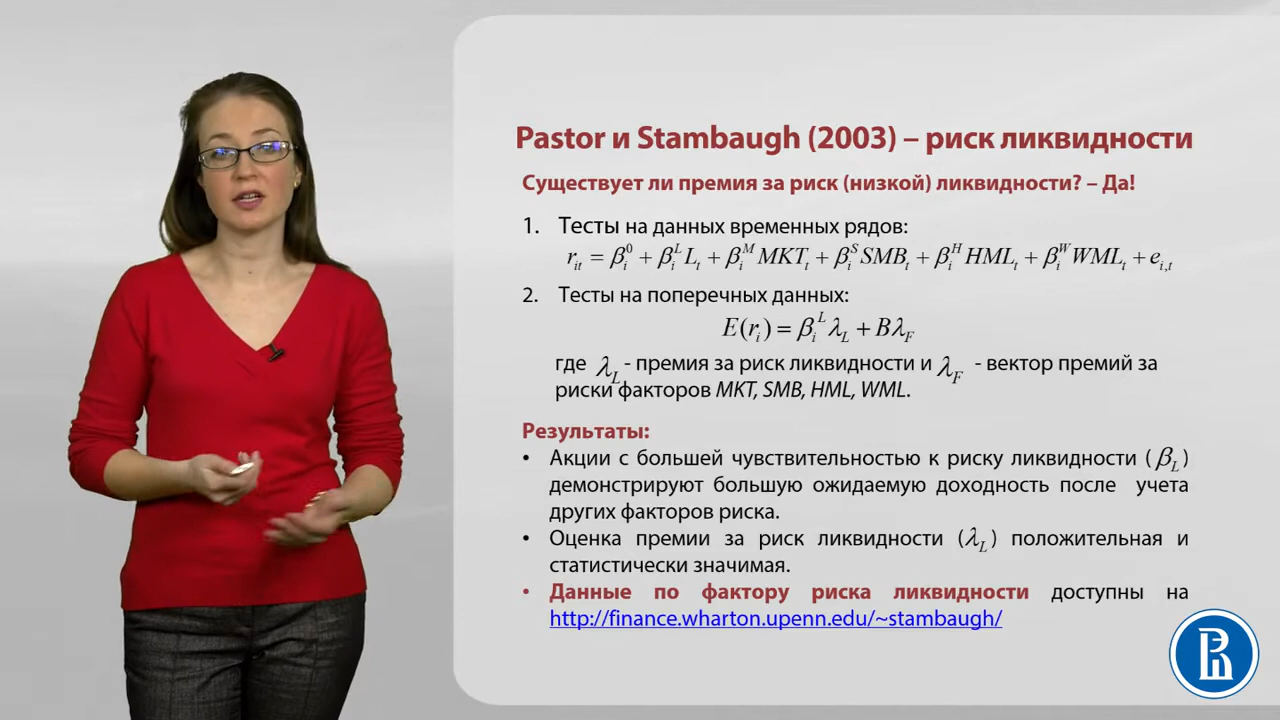 Pastor и Stambaugh (2003) – риск ликвидности
Существует ли премия за риск (низкой) ликвидности? – Да!
1. Тесты на данных временных рядов:
r_{it} = β_i^0 + β_i^L L_t + β_i^M MKT_t + β_i^S SMB_t + β_i^H HML_t + β_i^W WML_t + e_{i,t}
2. Тесты на поперечных данных:
E(r_i) = β_i^L λ_L + Bλ_F
где λ_L - премия за риск ликвидности и λ_F - вектор премий за
риски факторов MKT, SMB, HML, WML.
Результаты:
• Акции с большей чувствительностью к риску ликвидности (β_L)
демонстрируют большую ожидаемую доходность после учета
других факторов риска.
• Оценка премии за риск ликвидности (λ_L) положительная и
статистически значимая.
• Данные по фактору риска ликвидности доступны на
http://finance.wharton.upenn.edu/~stambaugh/